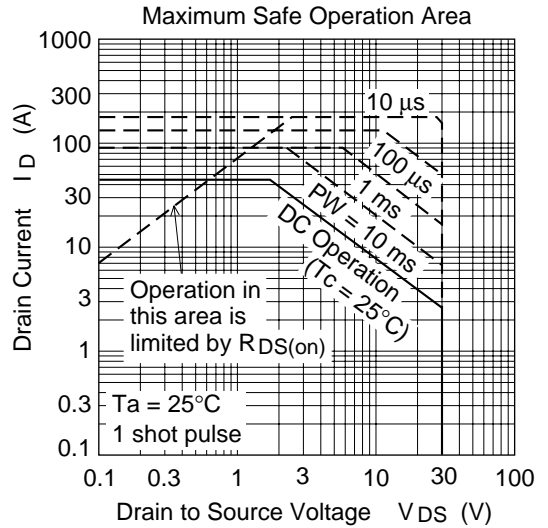 Maximum Safe Operation Area
1000
300
100
30
10
3
1
0.3
0.1
Drain Current I D (A)
10 µs
100 µs
1 ms
PW = 10 ms
DC Operation
(Tc = 25°C)
Operation in
this area is
limited by R DS(on)
Ta = 25°C
1 shot pulse
0.1 0.3 1 3 10 30 100
Drain to Source Voltage V DS (V)